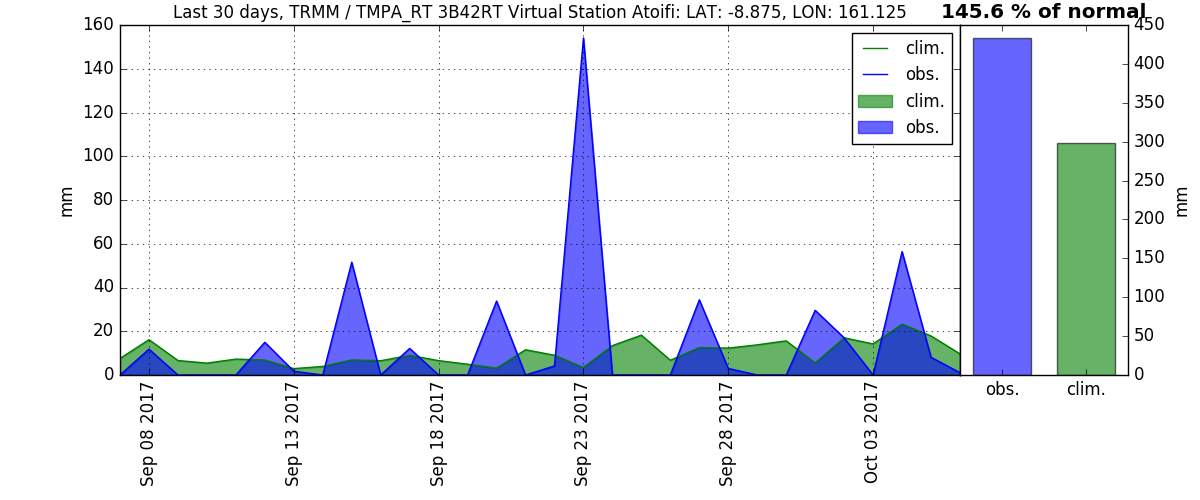 Last 30 days, TRMM / TMPA_RT 3B42RT Virtual Station Atoifi: LAT: -8.875, LON: 161.125
145.6 % of normal
160
140
120
100
80
60
40
20
0
mm
clim.
obs.
clim.
obs.
450
400
350
300
250
200
150
100
50
0
mm
Sep 08 2017
Sep 13 2017
Sep 18 2017
Sep 23 2017
Sep 28 2017
Oct 03 2017
obs.
clim.